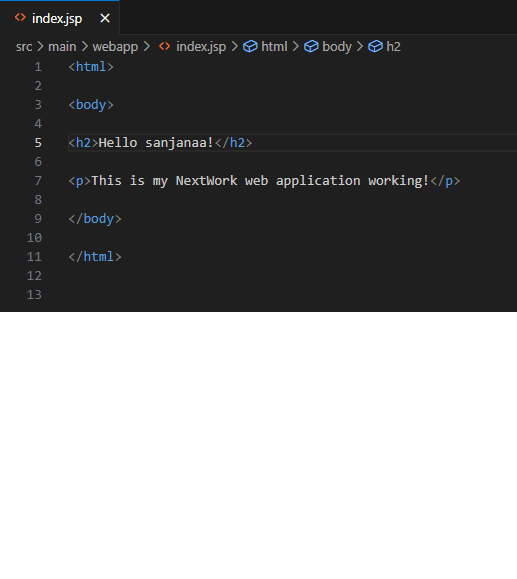 index.jsp
src > main > webapp > index.jsp > html > body > h2
1 <html>
2
3 <body>
4
5 <h2>Hello sanjanaa!</h2>
6
7 <p>This is my NextWork web application working!</p>
8
9 </body>
10
11 </html>
12
13